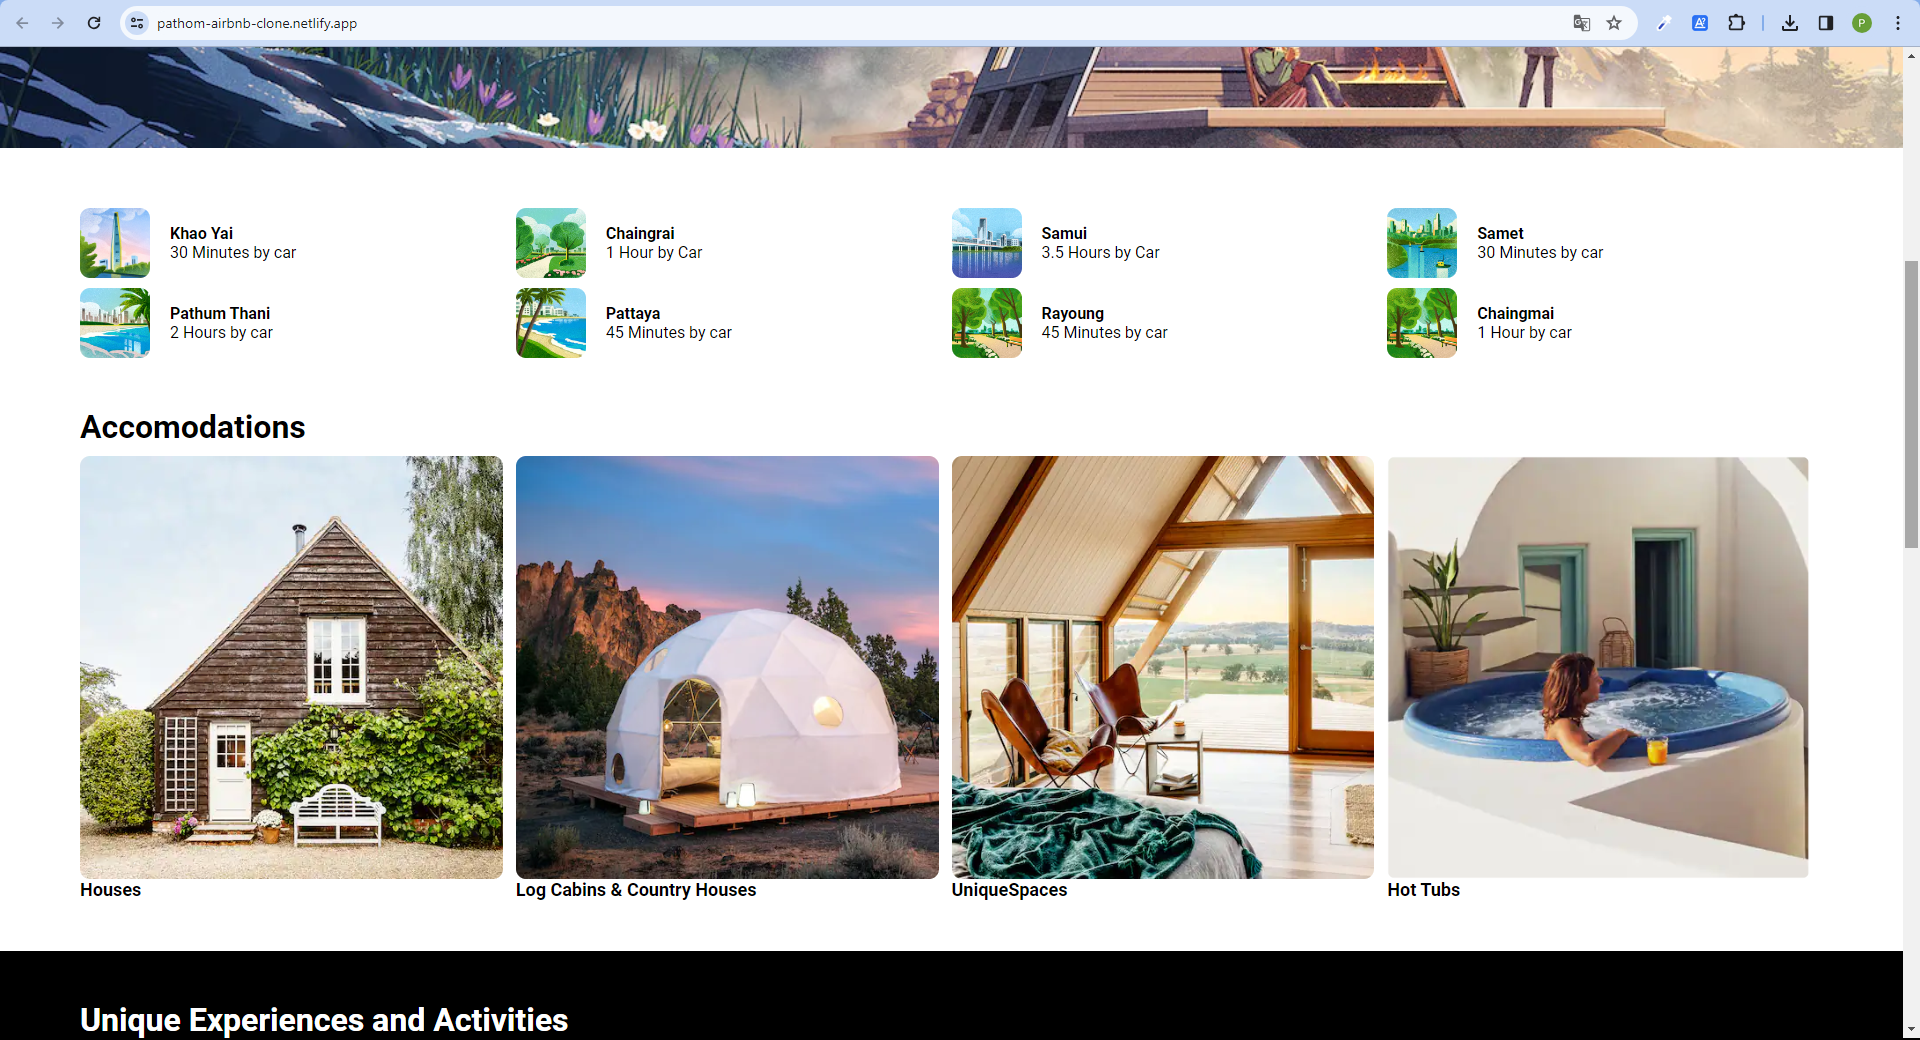 pathom-airbnb-clone.netlify.app
P
Khao Yai
30 Minutes by car
Chaingrai
1 Hour by Car
Samui
3.5 Hours by Car
Samet
30 Minutes by car
Pathum Thani
2 Hours by car
Pattaya
45 Minutes by car
Rayoung
45 Minutes by car
Chaingmai
1 Hour by car
Accomodations
Houses
Log Cabins & Country Houses
UniqueSpaces
Hot Tubs
Unique Experiences and Activities